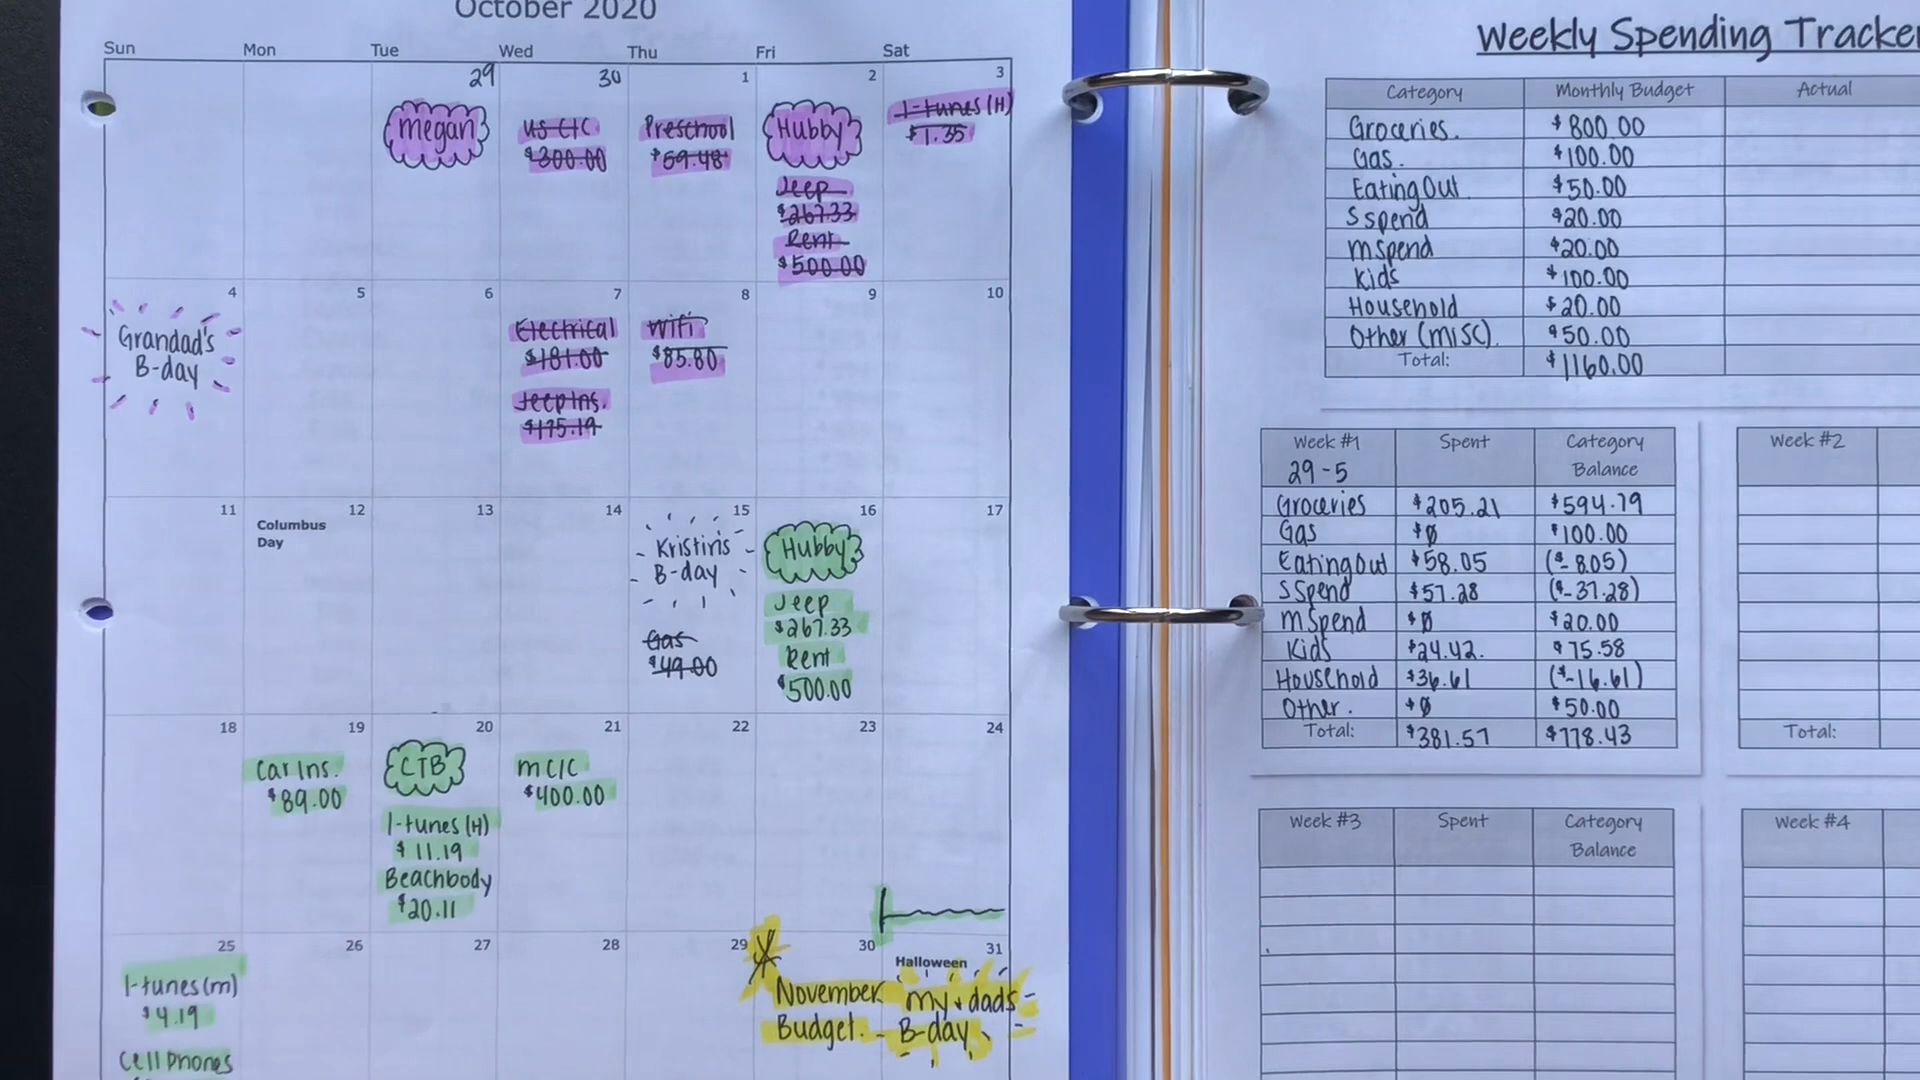 October 2020
Sun Mon Tue Wed Thu Fri Sat
29 30 1 2 3
Megan
US C/C
$300.00
Preschool
$59.48
Hubby
Jeep
$267.33
Rent
$500.00
I-tunes (H)
$1.35
4 5 6 7 8 9 10
Grandad's
B-day
Electrical
$181.00
Jeep Ins.
$175.19
Wifi
$85.80
11 12 13 14 15 16 17
Columbus
Day
Kristin's
B-day
Gas
$49.00
Hubby
Jeep
$267.33
Rent
$500.00
18 19 20 21 22 23 24
Car Ins.
$89.00
CTB
I-tunes (H)
$11.19
Beachbody
$20.11
M C/C
$400.00
25 26 27 28 29 30 31
I-tunes (m)
$4.19
Cell Phones
November
Budget.
Halloween
my + dads
B-day
Weekly Spending Tracker
Category Monthly Budget Actual
Groceries. $800.00
Gas. $100.00
Eating Out. $50.00
S spend $20.00
M spend $20.00
Kids $100.00
Household $20.00
Other (misc). $50.00
Total: $1160.00
Week #1 Spent Category
29-5 Balance
Groceries $205.21 $594.79
Gas $0 $100.00
Eating Out $58.05 ($-8.05)
S Spend $57.28 ($-37.28)
M Spend $0 $20.00
Kids $24.42. $75.58
Household $36.61 ($-16.61)
Other. $0 $50.00
Total: $381.57 $778.43
Week #2
Total:
Week #3 Spent Category
Balance
Week #4